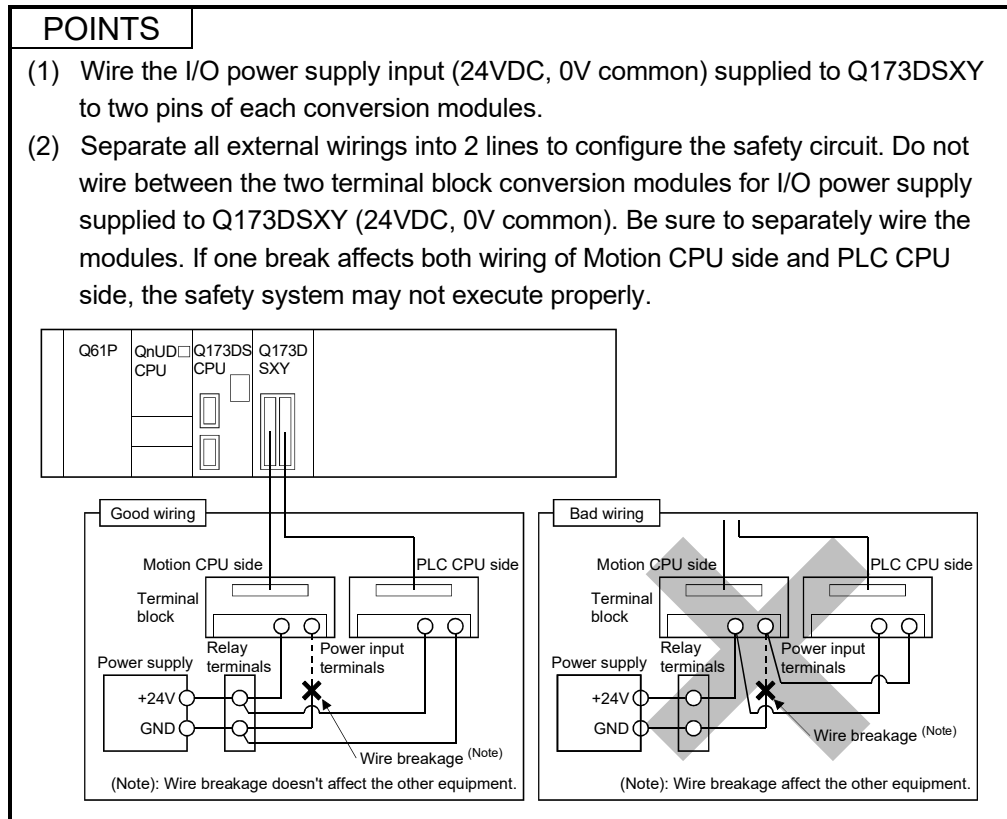 POINTS
(1) Wire the I/O power supply input (24VDC, 0V common) supplied to Q173DSXY
to two pins of each conversion modules.
(2) Separate all external wirings into 2 lines to configure the safety circuit. Do not
wire between the two terminal block conversion modules for I/O power supply
supplied to Q173DSXY (24VDC, 0V common). Be sure to separately wire the
modules. If one break affects both wiring of Motion CPU side and PLC CPU
side, the safety system may not execute properly.
Q61P
QnUD□
CPU
Q173DS
CPU
Q173D
SXY
Good wiring
Motion CPU side
PLC CPU side
Terminal
block
Relay
terminals
Power input
terminals
Power supply
+24V
GND
Wire breakage (Note)
(Note): Wire breakage doesn't affect the other equipment.
Bad wiring
Motion CPU side
PLC CPU side
Terminal
block
Relay
terminals
Power input
terminals
Power supply
+24V
GND
Wire breakage (Note)
(Note): Wire breakage affect the other equipment.